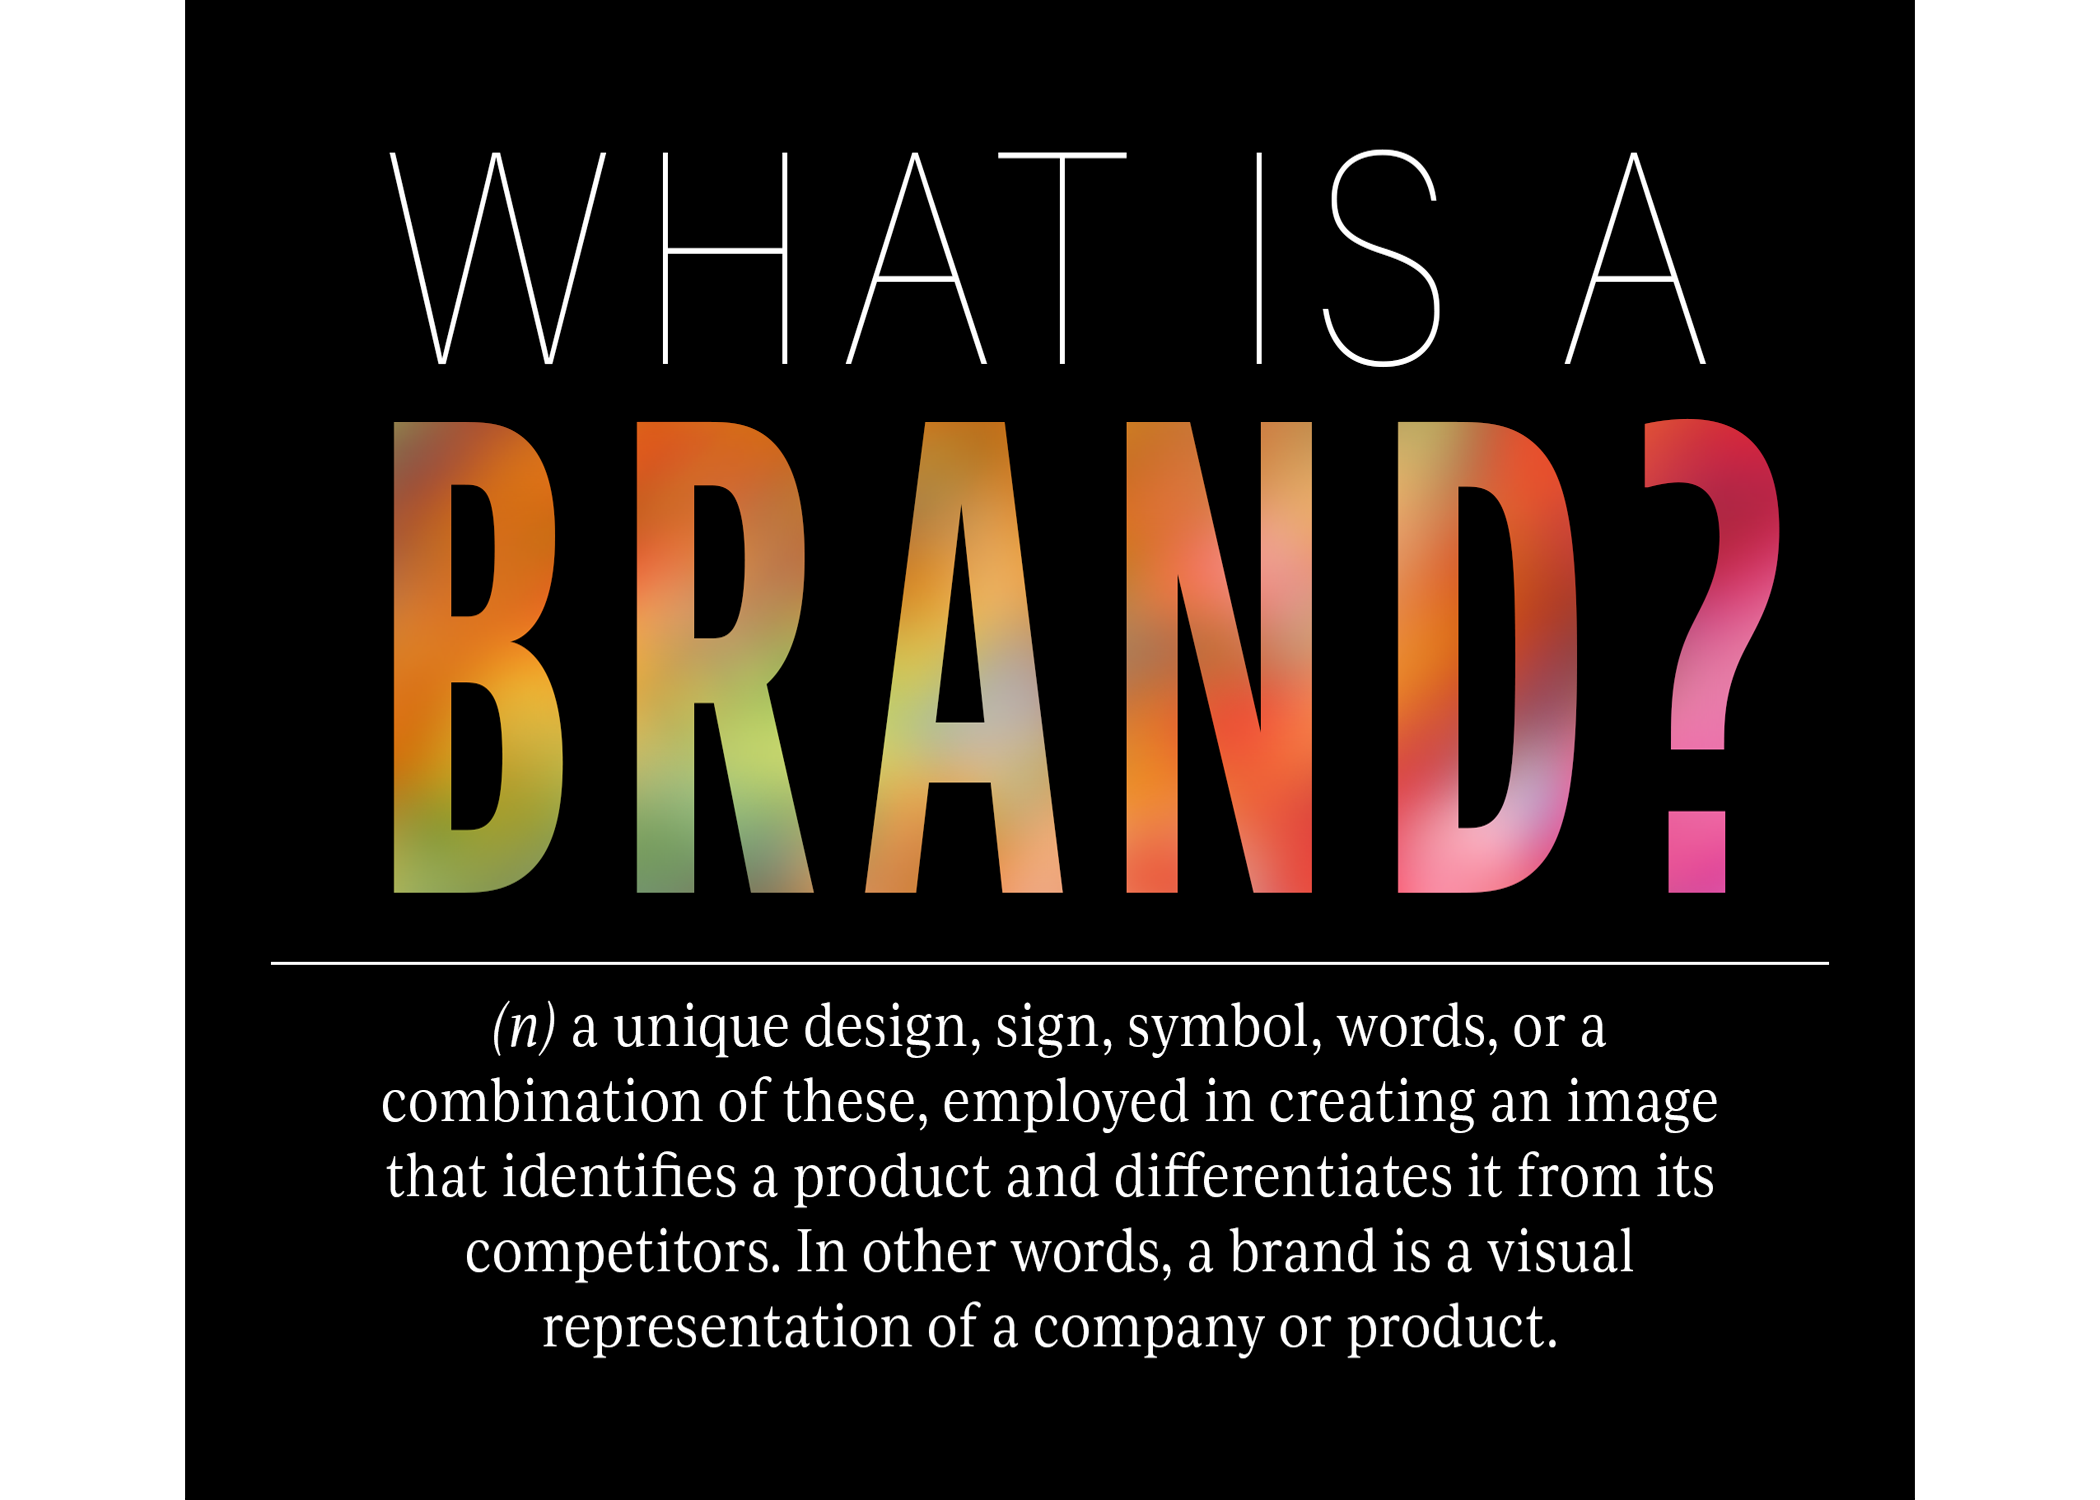 WHAT IS A
BRAND?
(n) a unique design, sign, symbol, words, or a
combination of these, employed in creating an image
that identifies a product and differentiates it from its
competitors. In other words, a brand is a visual
representation of a company or product.